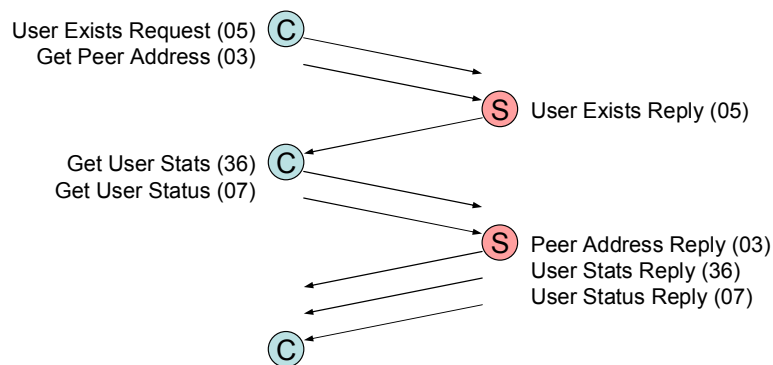 User Exists Request (05)
C
Get Peer Address (03)
S
User Exists Reply (05)
Get User Stats (36)
C
Get User Status (07)
S
Peer Address Reply (03)
User Stats Reply (36)
User Status Reply (07)
C